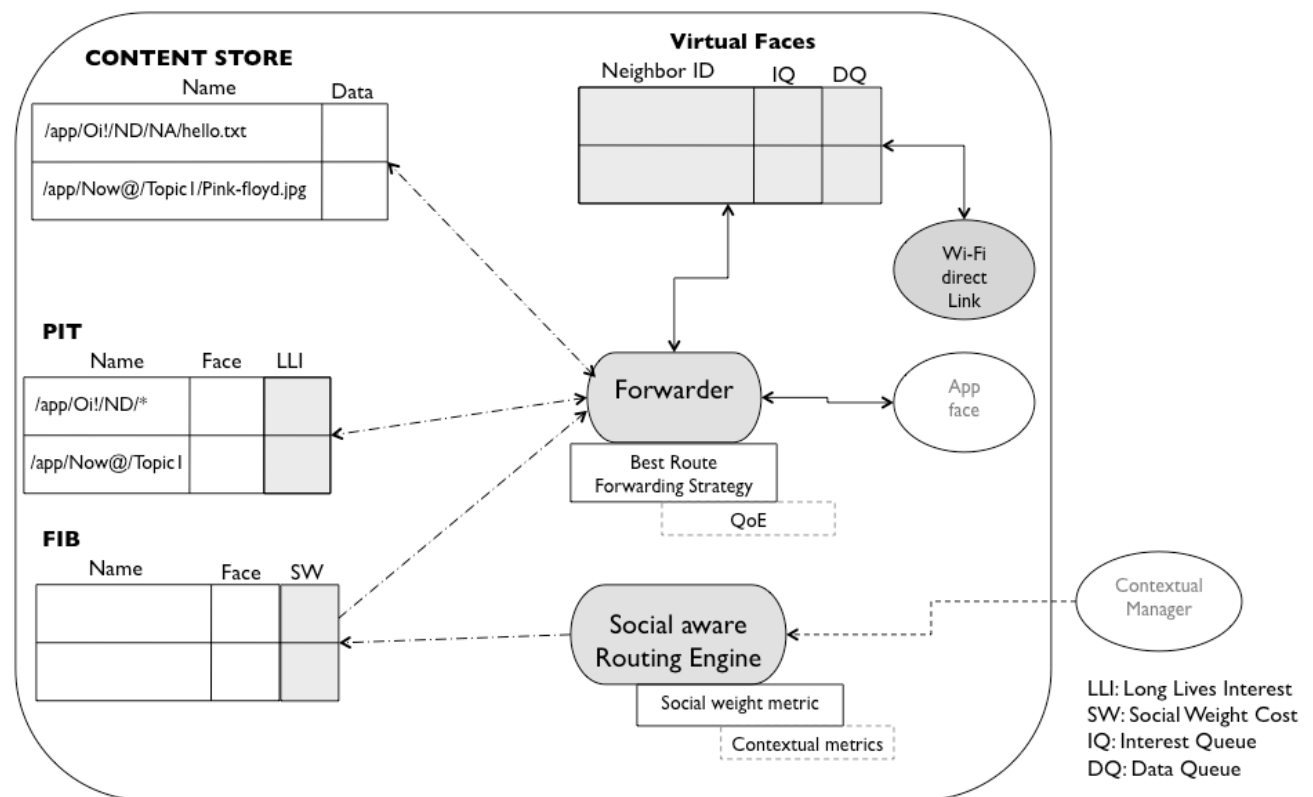 CONTENT STORE
Name
Data
/app/Oi!/ND/NA/hello.txt
/app/Now@/Topic1/Pink-floyd.jpg
Virtual Faces
Neighbor ID
IQ
DQ
Wi-Fi
direct
Link
PIT
Name
Face
LLI
/app/Oi!/ND/*
/app/Now@/Topic1
Forwarder
Best Route
Forwarding Strategy
QoE
App
face
FIB
Name
Face
SW
Social aware
Routing Engine
Social weight metric
Contextual metrics
Contextual
Manager
LLI: Long Lives Interest
SW: Social Weight Cost
IQ: Interest Queue
DQ: Data Queue